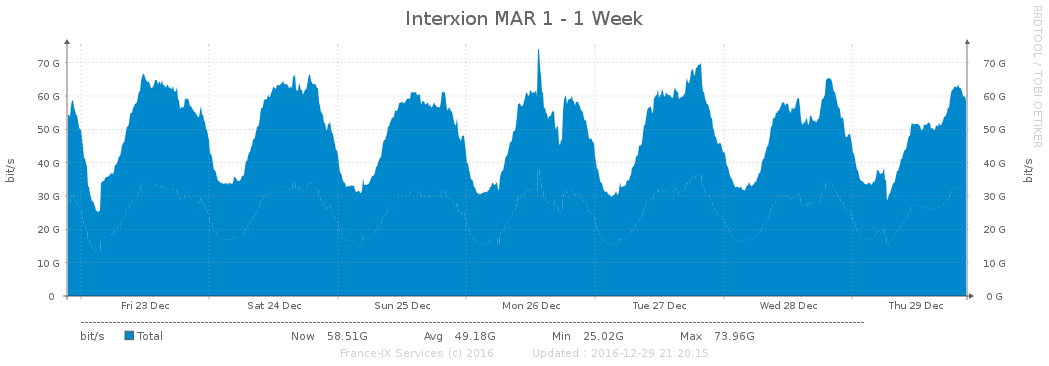 Interxion MAR 1 - 1 Week
RRDTOOL / TOBI OETIKER
bit/s
70 G
60 G
50 G
40 G
30 G
20 G
10 G
0
70 G
60 G
50 G
40 G
30 G
20 G
10 G
0 G
bit/s
Fri 23 Dec Sat 24 Dec Sun 25 Dec Mon 26 Dec Tue 27 Dec Wed 28 Dec Thu 29 Dec
bit/s Total Now 58.51G Avg 49.18G Min 25.02G Max 73.96G
France-IX Services (c) 2016 Updated : 2016-12-29 21:20:15